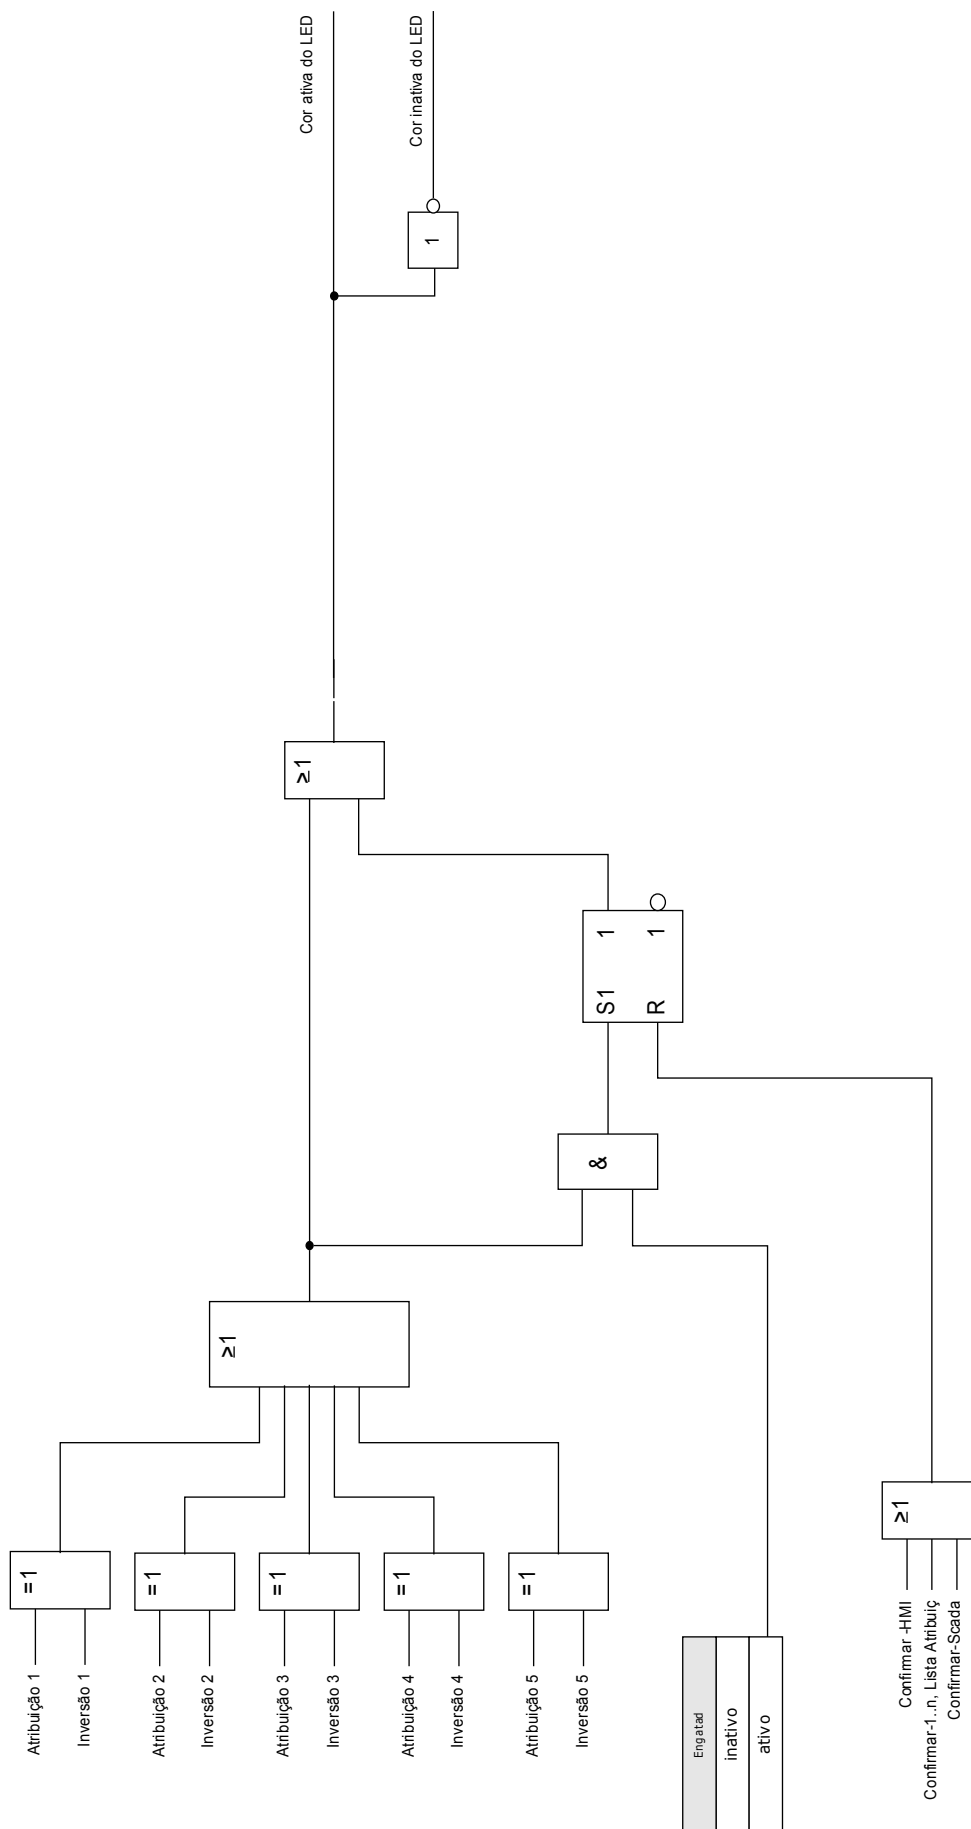 Atribuição 1
Inversão 1
Atribuição 2
Inversão 2
Atribuição 3
Inversão 3
Atribuição 4
Inversão 4
Atribuição 5
Inversão 5
=1
=1
=1
=1
=1
≥1
Engatad
inativo
ativo
&
Confirmar -HMI
Confirmar-1..n, Lista Atribuiç
Confirmar-Scada
≥1
S1 1
R 1
≥1
1
Cor ativa do LED
Cor inativa do LED